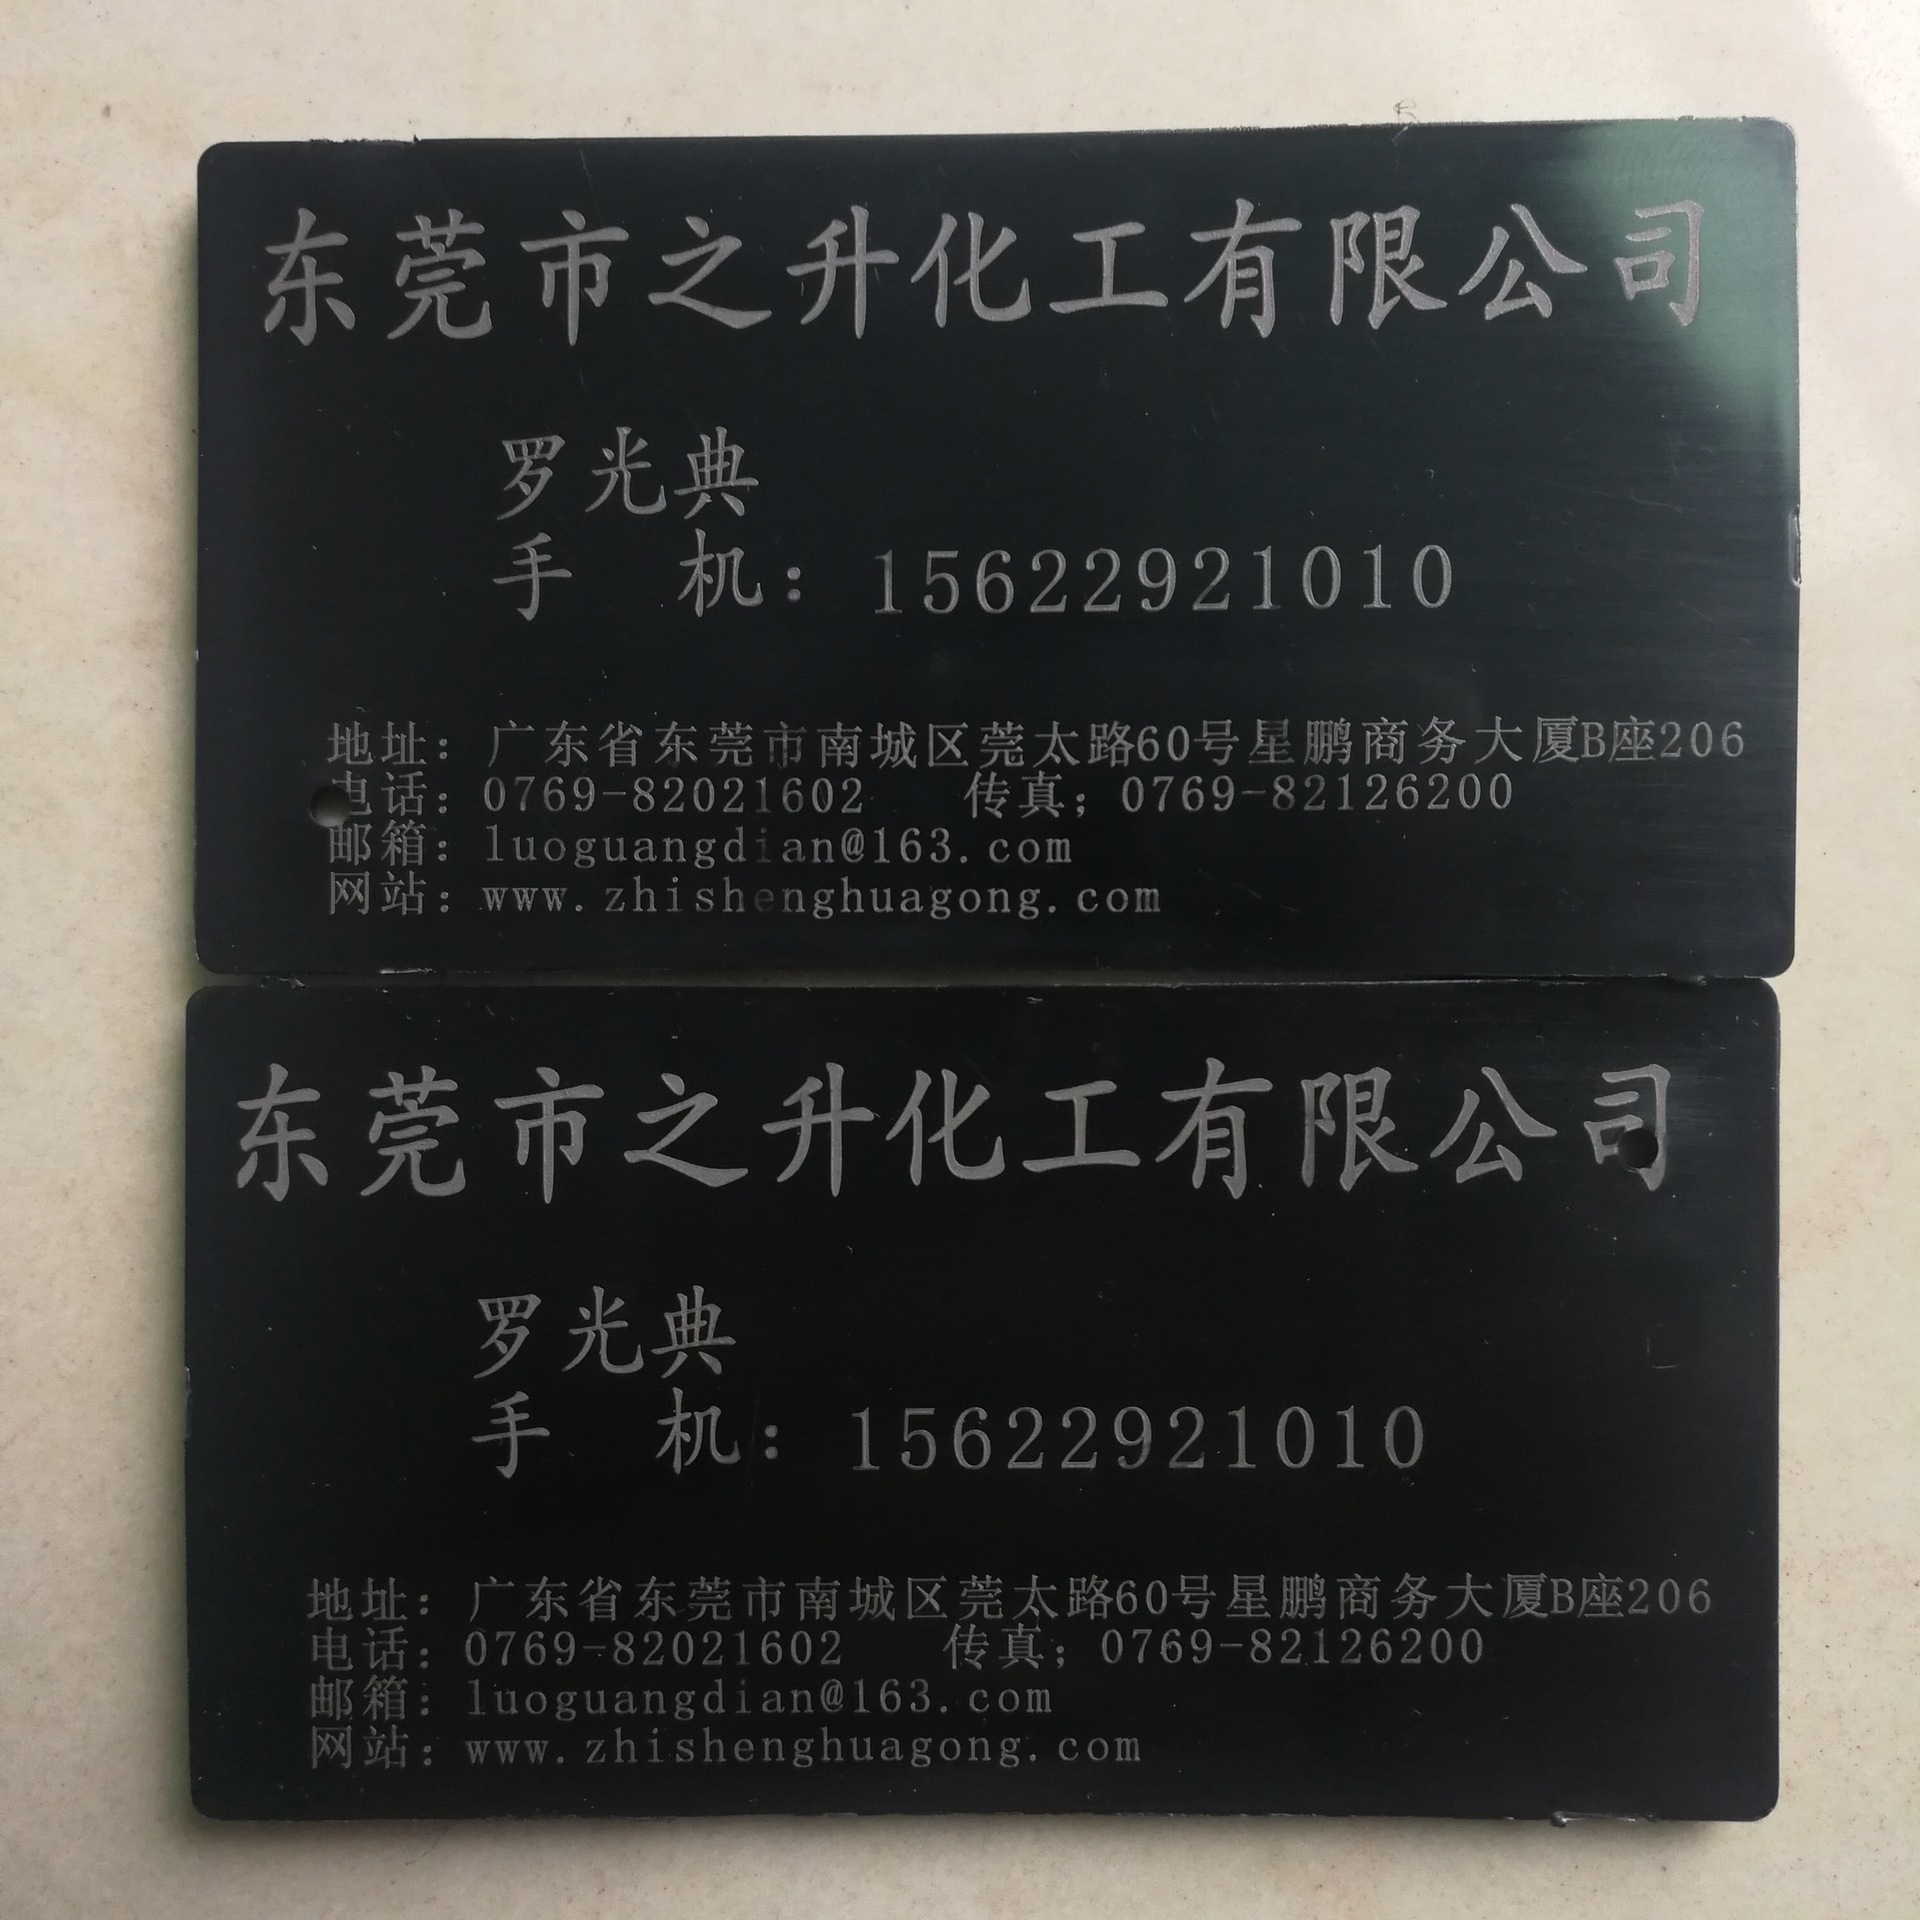 东莞市之升化工有限公司
罗光典
手 机：15622921010
地址：广东省东莞市南城区莞太路60号星鹏商务大厦B座206
电话：0769-82021602 传真；0769-82126200
邮箱：luoguangdian@163.com
网站：www.zhishenghuagong.com
东莞市之升化工有限公司
罗光典
手 机：15622921010
地址：广东省东莞市南城区莞太路60号星鹏商务大厦B座206
电话：0769-82021602 传真；0769-82126200
邮箱：luoguangdian@163.com
网站：www.zhishenghuagong.com